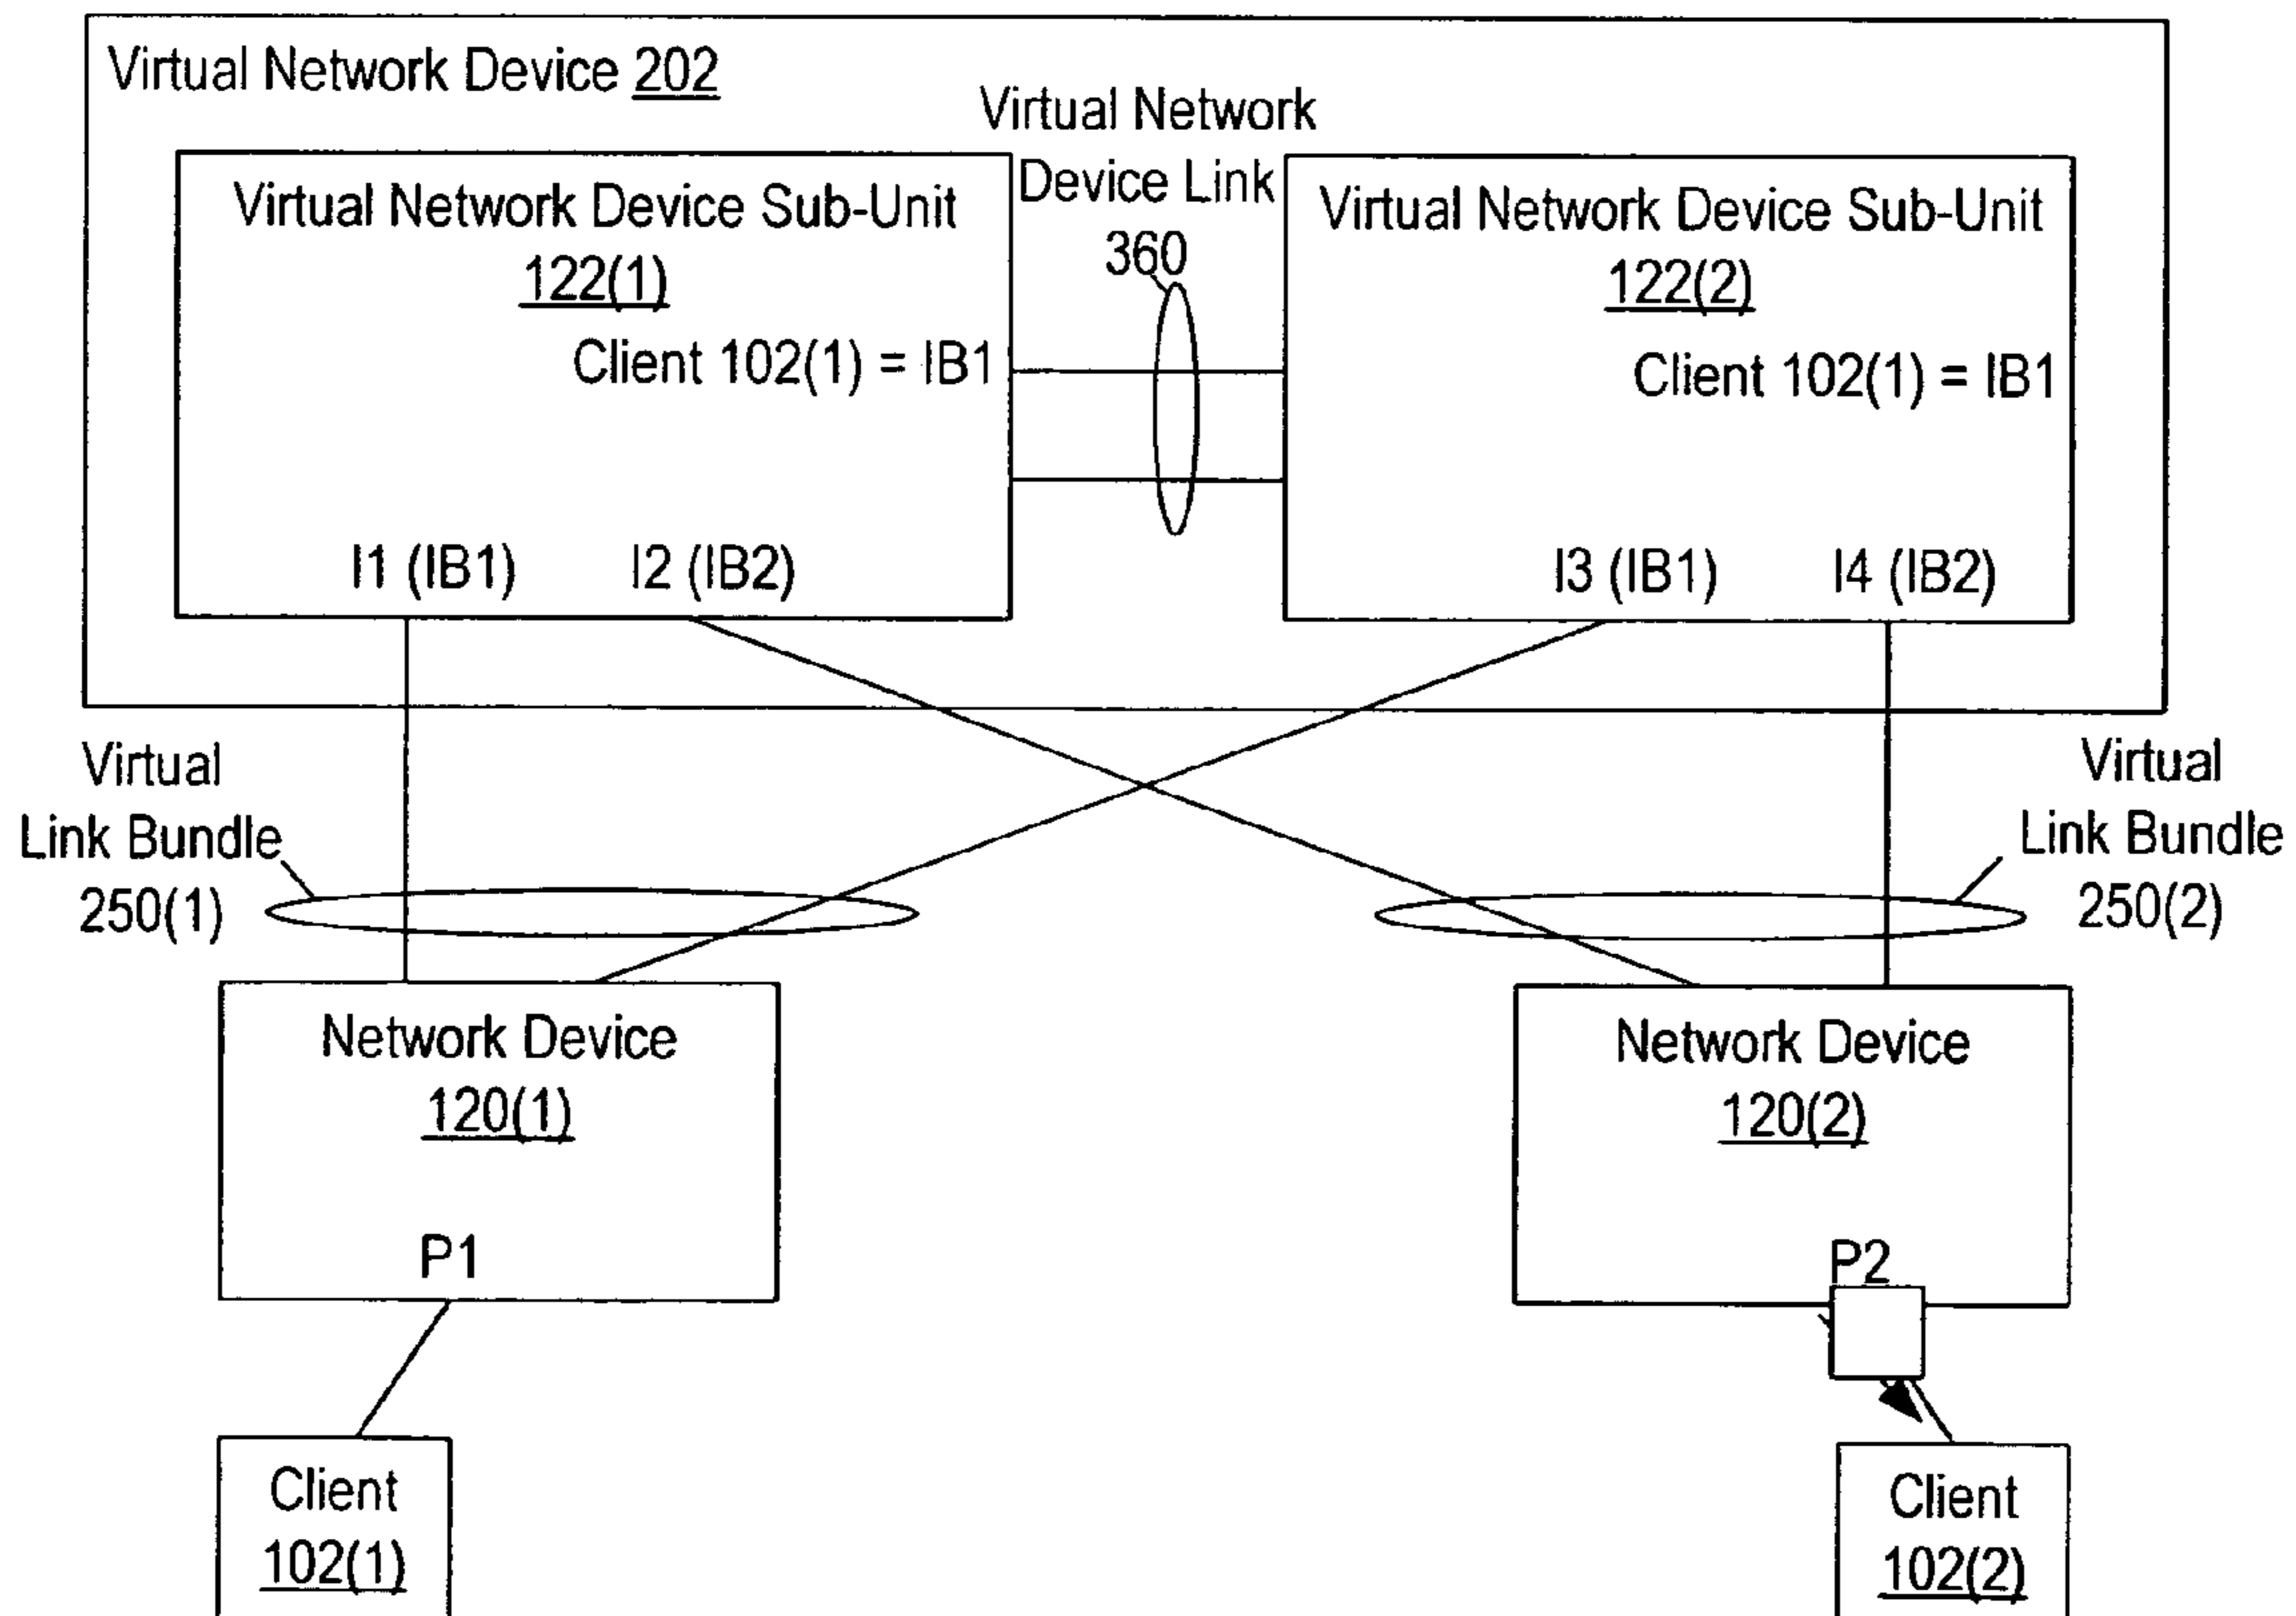 Virtual Network Device 202
Virtual Network
Device Link
360
Virtual Network Device Sub-Unit
122(1)
Client 102(1) = IB1
I1 (IB1)
I2 (IB2)
Virtual Network Device Sub-Unit
122(2)
Client 102(1) = IB1
I3 (IB1)
I4 (IB2)
Virtual
Link Bundle
250(1)
Virtual
Link Bundle
250(2)
Network Device
120(1)
P1
Network Device
120(2)
P2
Client
102(1)
Client
102(2)